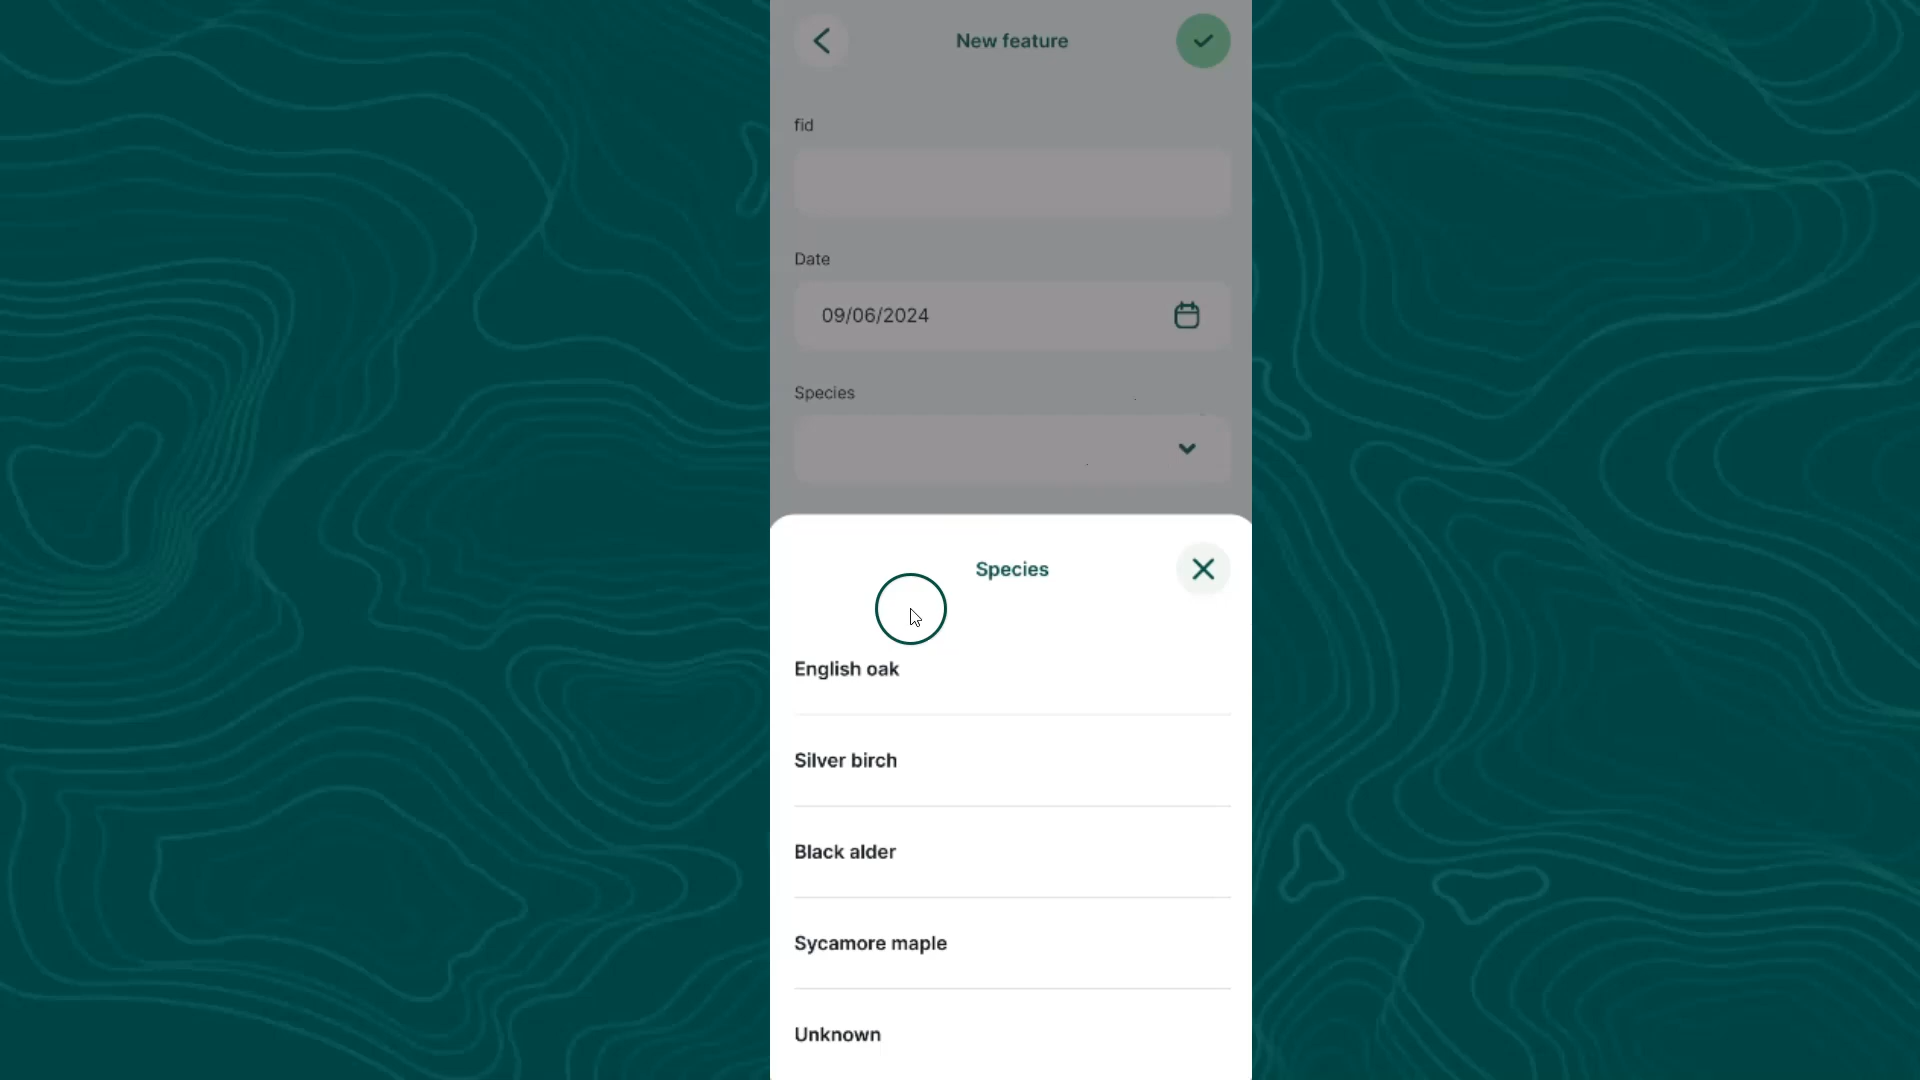 New feature
fid
Date
09/06/2024
Species
Species
English oak
Silver birch
Black alder
Sycamore maple
Unknown